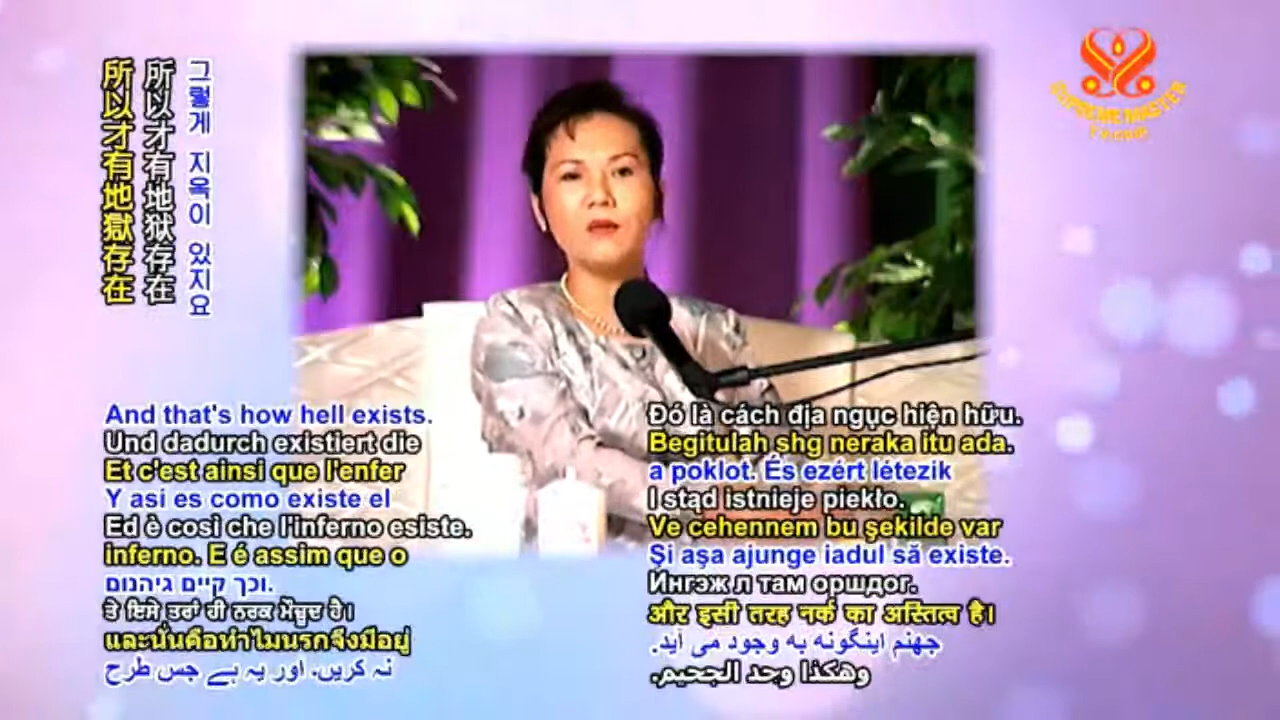 그렇게 지옥이 있지요
所以才有地狱存在
所以才有地獄存在
SUPREME MASTER
And that's how hell exists.
Und dadurch existiert die
Et c'est ainsi que l'enfer
Y asi es como existe el
Ed è così che l'inferno esiste.
inferno. E é assim que o
וכך קיים גיהנום.
ਤੇ ਇਸੇ ਤਰਾਂ ਹੀ ਨਰਕ ਮੌਜੂਦ ਹੈ।
และนั่นคือทำไมนรกจึงมีอยู่
نہ کریں۔ اور یہ ہے جس طرح
Đó là cách địa ngục hiện hữu.
Begitulah shg neraka itu ada.
a poklot. És ezért létezik
I stąd istnieje piekło.
Ve cehennem bu şekilde var
Şi aşa ajunge iadul să existe.
Ингэж л там оршдог.
और इसी तरह नर्क का अस्तित्व है।
جهنم اینگونه به وجود می آید.
وهكذا وجد الجحيم.